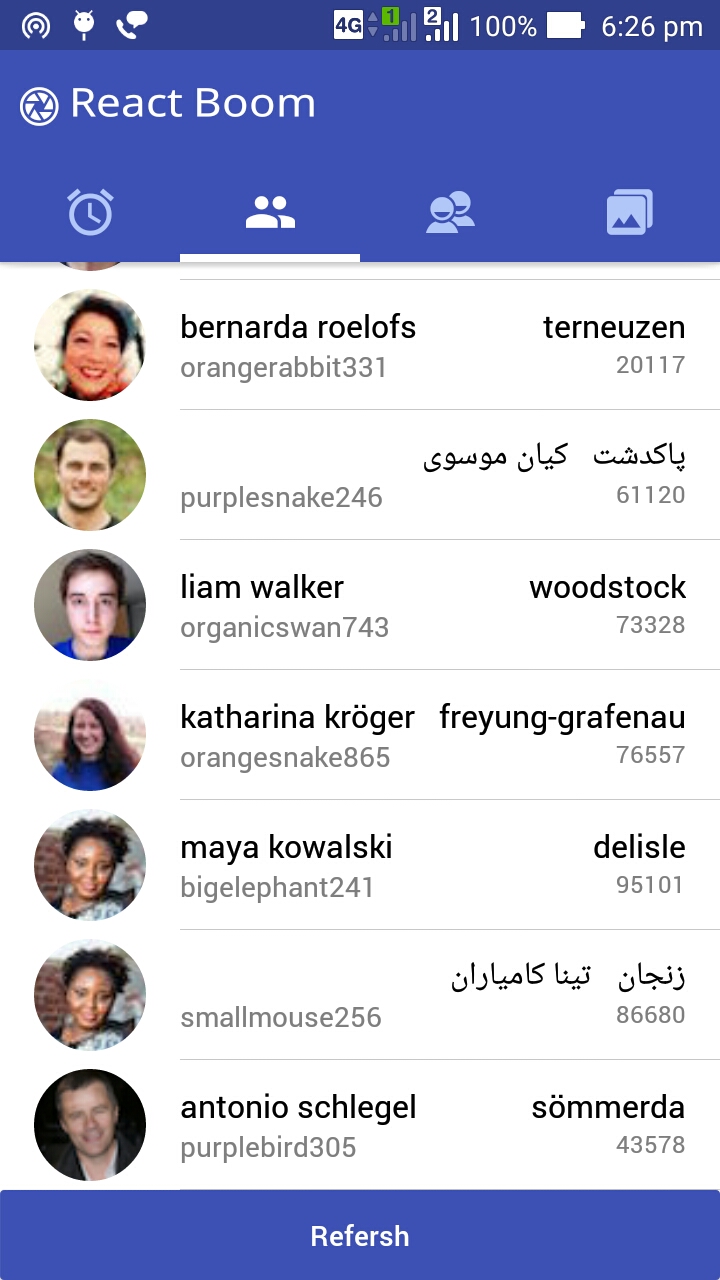 4G 1 2 100% 6:26 pm
React Boom
bernarda roelofs terneuzen
orangerabbit331 20117
پاکدشت کیان موسوی
purplesnake246 61120
liam walker woodstock
organicswan743 73328
katharina kröger freyung-grafenau
orangesnake865 76557
maya kowalski delisle
bigelephant241 95101
زنجان تینا کامیاران
smallmouse256 86680
antonio schlegel sömmerda
purplebird305 43578
Refersh